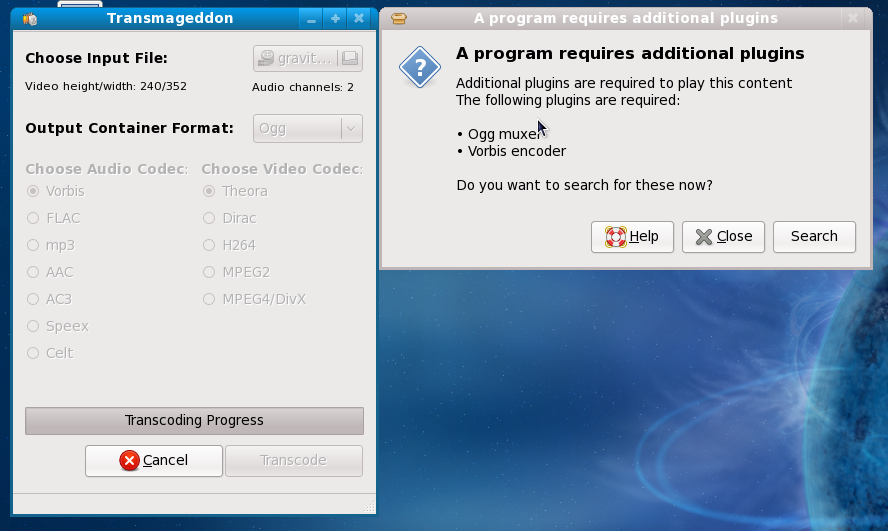 Transmageddon
Choose Input File:
gravit...
Video height/width: 240/352
Audio channels: 2
Output Container Format:
Ogg
Choose Audio Codec:
Choose Video Codec:
Vorbis
Theora
FLAC
Dirac
mp3
H264
AAC
MPEG2
AC3
MPEG4/DivX
Speex
Celt
Transcoding Progress
Cancel
Transcode
A program requires additional plugins
A program requires additional plugins
Additional plugins are required to play this content
The following plugins are required:
• Ogg muxer
• Vorbis encoder
Do you want to search for these now?
Help
Close
Search